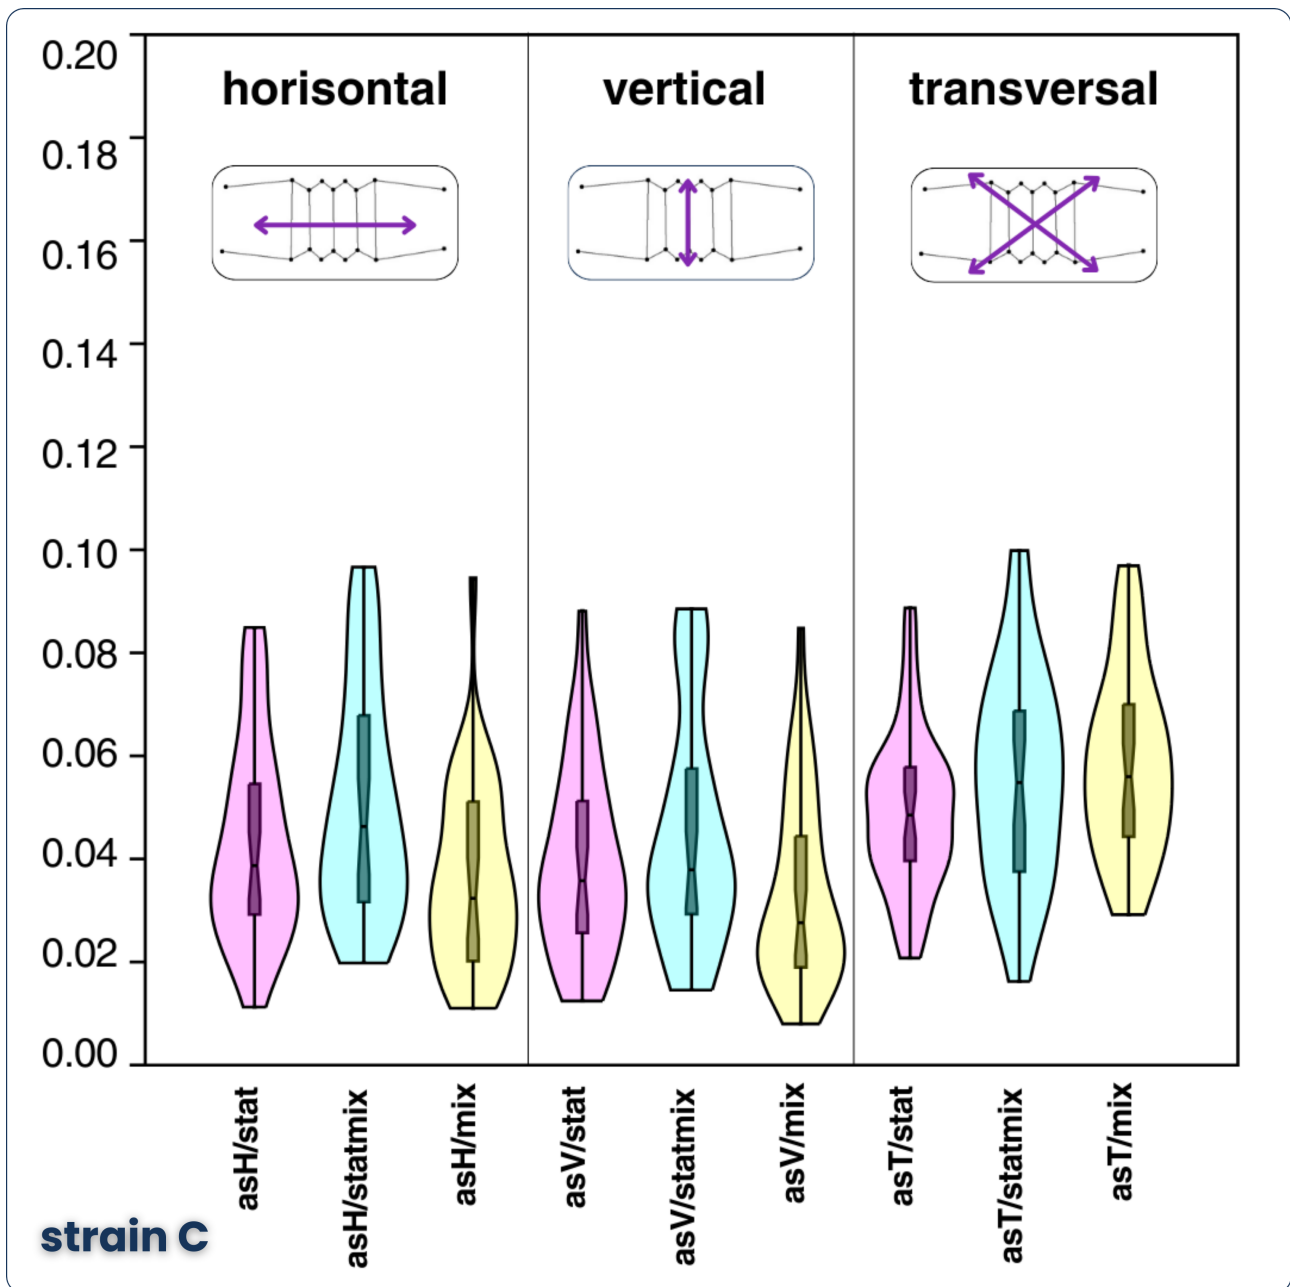 0.20
0.18
0.16
0.14
0.12
0.10
0.08
0.06
0.04
0.02
0.00
horisontal
vertical
transversal
asH/stat
asH/statmix
asH/mix
asV/stat
asV/statmix
asV/mix
asT/stat
asT/statmix
asT/mix
strain C